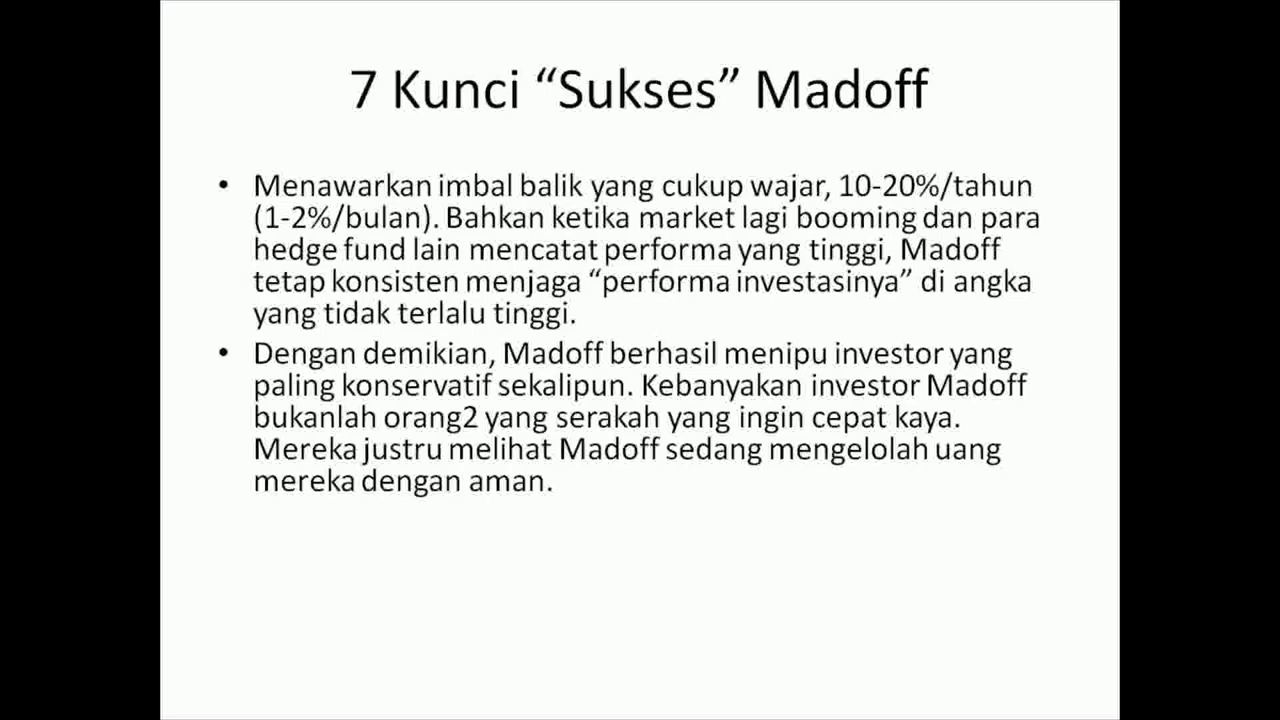 7 Kunci “Sukses” Madoff
• Menawarkan imbal balik yang cukup wajar, 10-20%/tahun
(1-2%/bulan). Bahkan ketika market lagi booming dan para
hedge fund lain mencatat performa yang tinggi, Madoff
tetap konsisten menjaga “performa investasinya” di angka
yang tidak terlalu tinggi.
• Dengan demikian, Madoff berhasil menipu investor yang
paling konservatif sekalipun. Kebanyakan investor Madoff
bukanlah orang2 yang serakah yang ingin cepat kaya.
Mereka justru melihat Madoff sedang mengelolah uang
mereka dengan aman.